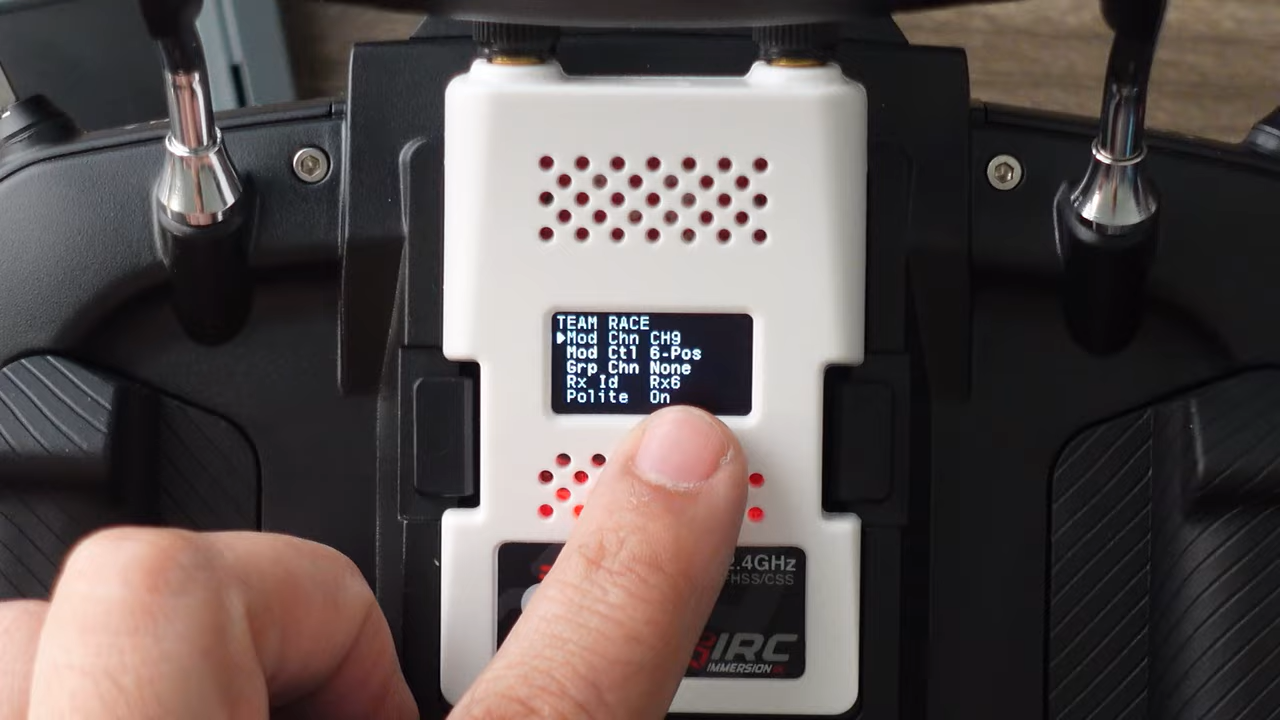 TEAM RACE
Mod Chn CH9
Mod Ctl 6-Pos
Grp Chn None
Rx Id Rx6
Polite On
2.4GHz
FHSS/CSS
IRC
IMMERSION